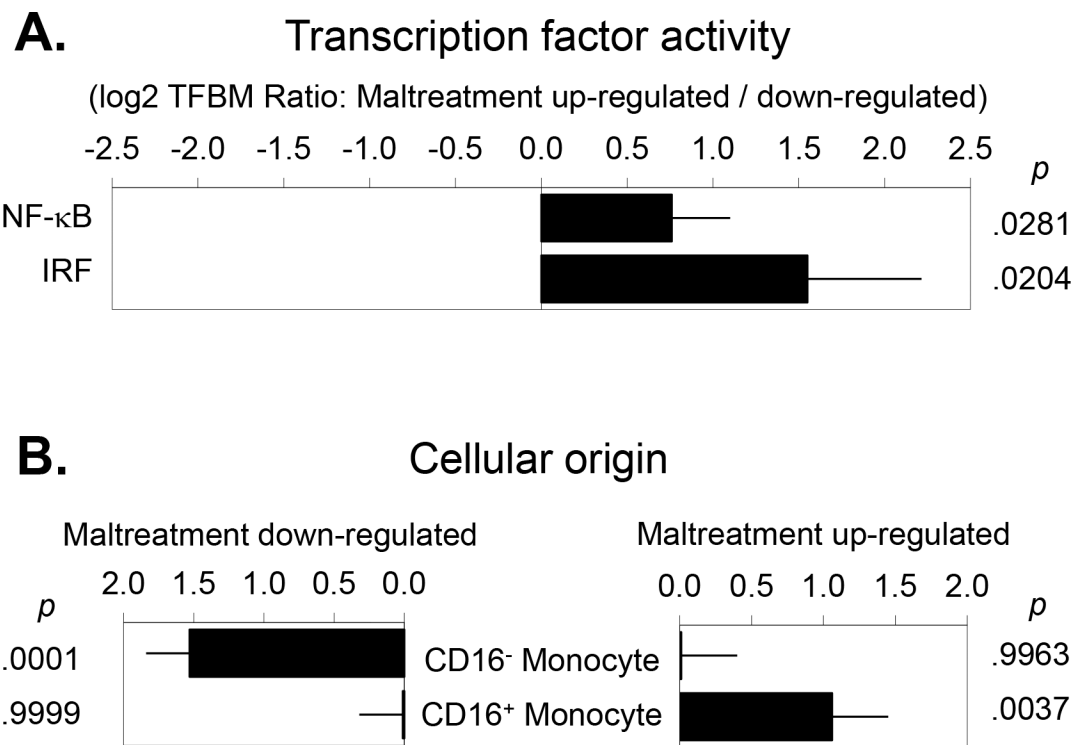 A. Transcription factor activity
(log2 TFBM Ratio: Maltreatment up-regulated / down-regulated)
-2.5 -2.0 -1.5 -1.0 -0.5 0.0 0.5 1.0 1.5 2.0 2.5 p
NF-κB .0281
IRF .0204
B. Cellular origin
Maltreatment down-regulated Maltreatment up-regulated
p 2.0 1.5 1.0 0.5 0.0 0.0 0.5 1.0 1.5 2.0 p
.0001 CD16⁻ Monocyte .9963
.9999 CD16⁺ Monocyte .0037